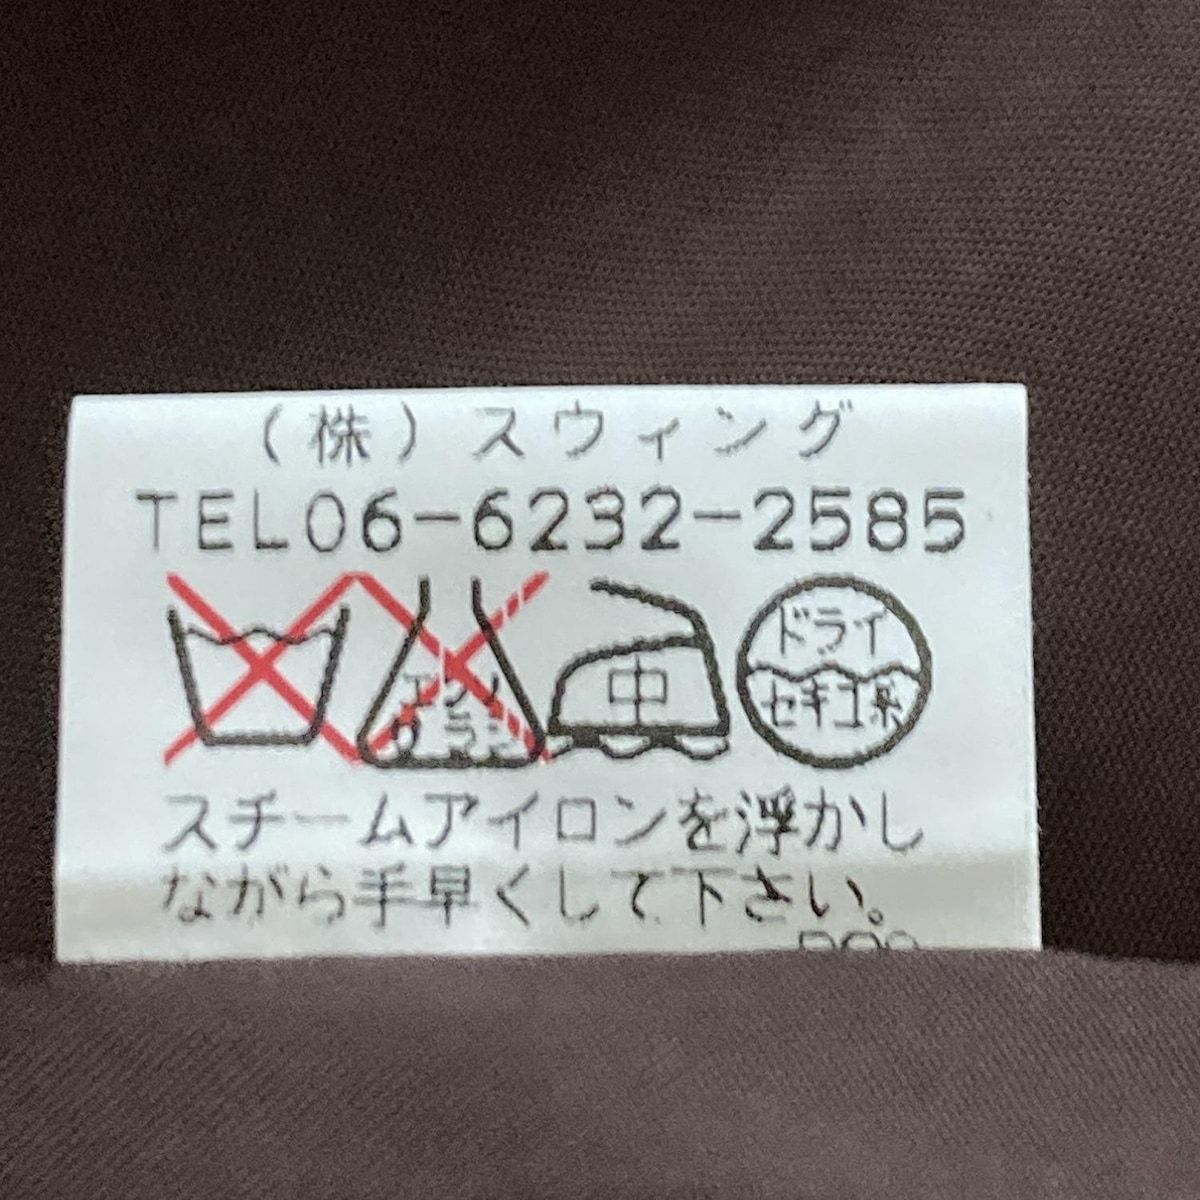 (株)スウィング
TEL06-6232-2585
エンソ
サラシ
中
ドライ
セキユ系
スチームアイロンを浮かし
ながら手早くして下さい。